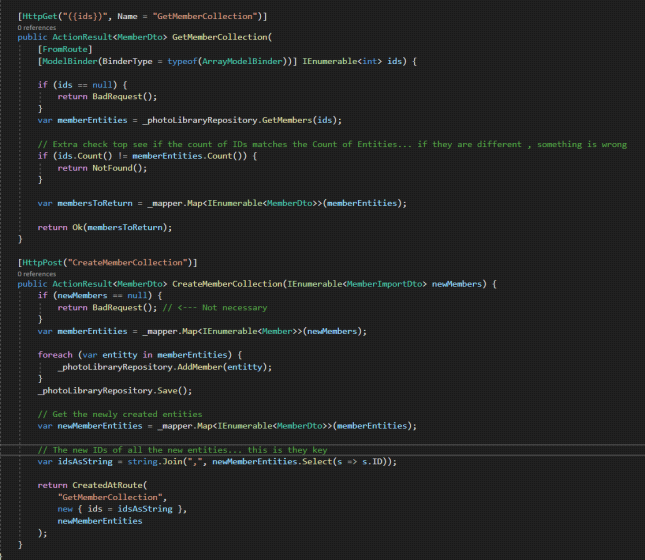 [HttpGet("({ids})", Name = "GetMemberCollection")]
0 references
public ActionResult<MemberDto> GetMemberCollection(
[FromRoute]
[ModelBinder(BinderType = typeof(ArrayModelBinder))] IEnumerable<int> ids) {
if (ids == null) {
return BadRequest();
}
var memberEntities = _photoLibraryRepository.GetMembers(ids);
// Extra check top see if the count of IDs matches the Count of Entities... if they are different , something is wrong
if (ids.Count() != memberEntities.Count()) {
return NotFound();
}
var membersToReturn = _mapper.Map<IEnumerable<MemberDto>>(memberEntities);
return Ok(membersToReturn);
}
[HttpPost("CreateMemberCollection")]
0 references
public ActionResult<MemberDto> CreateMemberCollection(IEnumerable<MemberImportDto> newMembers) {
if (newMembers == null) {
return BadRequest(); // <--- Not necessary
}
var memberEntities = _mapper.Map<IEnumerable<Member>>(newMembers);
foreach (var entitty in memberEntities) {
_photoLibraryRepository.AddMember(entitty);
}
_photoLibraryRepository.Save();
// Get the newly created entities
var newMemberEntities = _mapper.Map<IEnumerable<MemberDto>>(memberEntities);
// The new IDs of all the new entities... this is they key
var idsAsString = string.Join(",", newMemberEntities.Select(s => s.ID));
return CreatedAtRoute(
"GetMemberCollection",
new { ids = idsAsString },
newMemberEntities
);
}
}